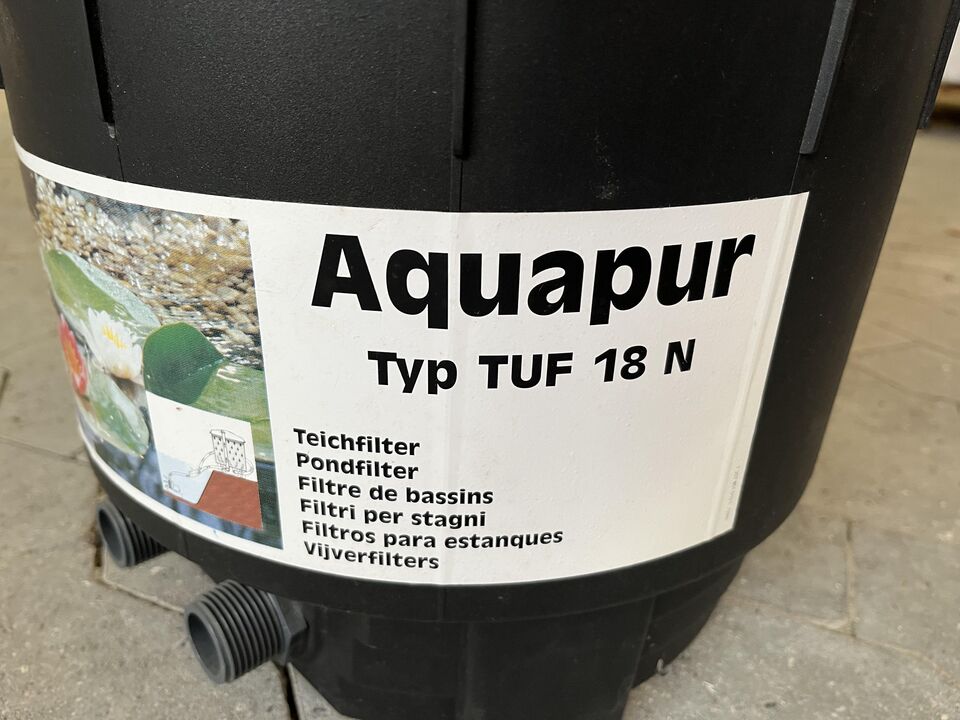 Aquapur
Typ TUF 18 N
Teichfilter
Pondfilter
Filtre de bassins
Filtri per stagni
Filtros para estanques
Vijverfilters